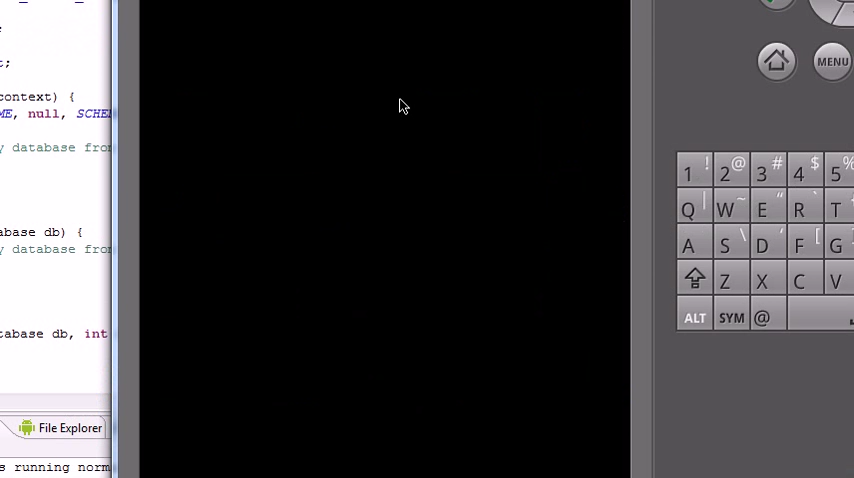 ;
t;
context) {
ME, null, SCHE
y database fro
abase db) {
y database fro
tabase db, int
File Explorer
s running norm
MENU
1 ! 2 @ 3 # 4 $ 5 %
Q | W ~ E " R ` T {
A S \ D ' F [ G
Z X C V
ALT SYM @